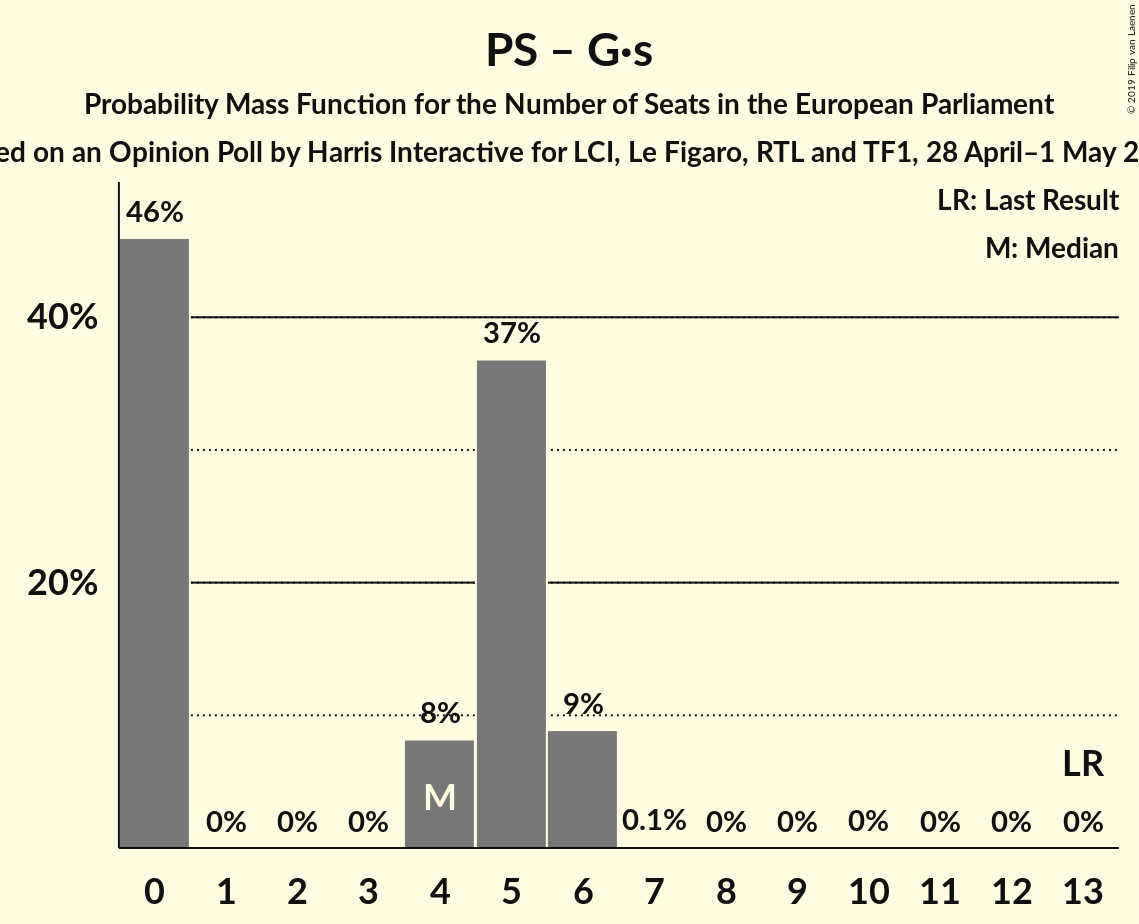 PS – G·s
Probability Mass Function for the Number of Seats in the European Parliament
ed on an Opinion Poll by Harris Interactive for LCI, Le Figaro, RTL and TF1, 28 April–1 May 2
© 2019 Filip van Laenen
LR: Last Result
M: Median
40%
20%
46%
0%
0%
0%
8%
37%
9%
0.1%
0%
0%
0%
0%
0%
0%
M
LR
0 1 2 3 4 5 6 7 8 9 10 11 12 13